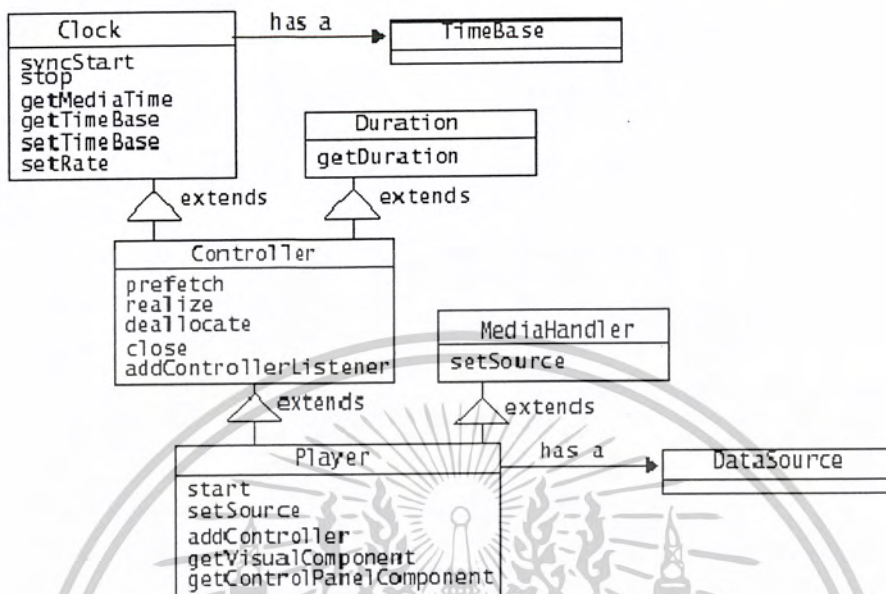 Clock
has a
TimeBase
syncStart
stop
getMediaTime
getTimeBase
setTimeBase
setRate
Duration
getDuration
extends
extends
Controller
prefetch
realize
deallocate
close
addControllerListener
MediaHandler
setSource
extends
extends
Player
has a
DataSource
start
setSource
addController
getVisualComponent
getControlPanelComponent